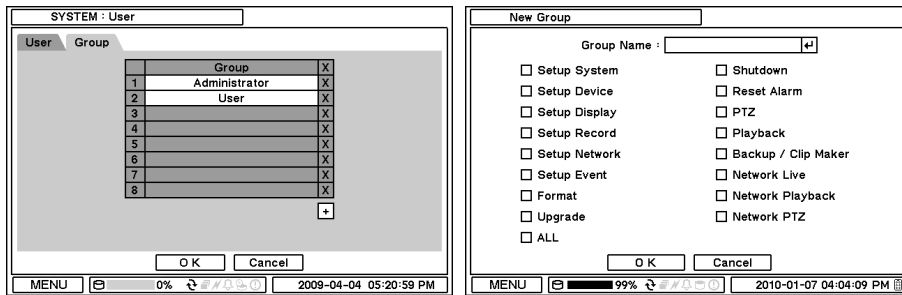 SYSTEM : User
User Group
Group X
1 Administrator X
2 User X
3 X
4 X
5 X
6 X
7 X
8 X
+
OK Cancel
MENU 0% 2009-04-04 05:20:59 PM
New Group
Group Name :
Setup System Shutdown
Setup Device Reset Alarm
Setup Display PTZ
Setup Record Playback
Setup Network Backup / Clip Maker
Setup Event Network Live
Format Network Playback
Upgrade Network PTZ
ALL
OK Cancel
MENU 99% 2010-01-07 04:04:09 PM